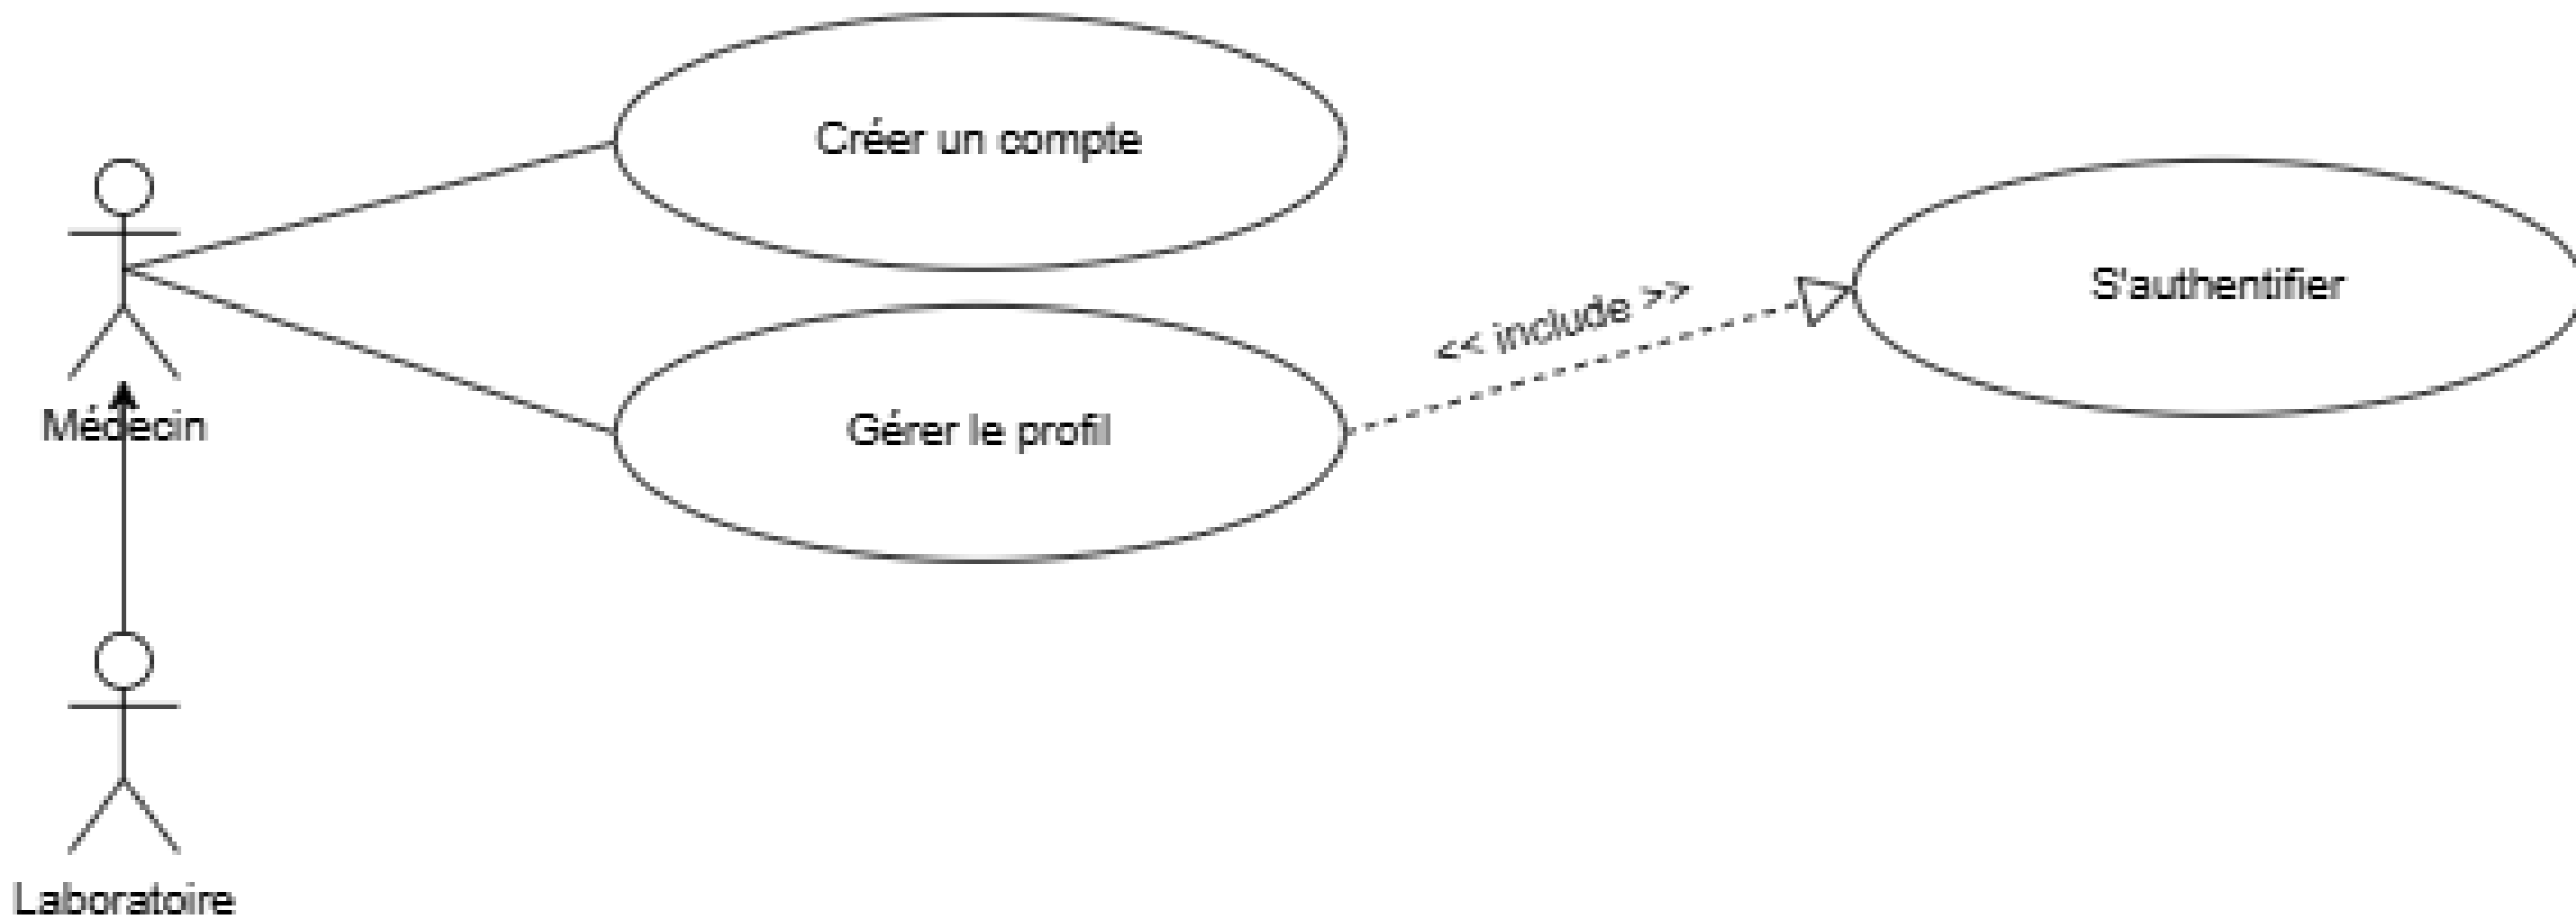 Créer un compte
S'authentifier
<< include >>
Médecin
Gérer le profil
Laboratoire